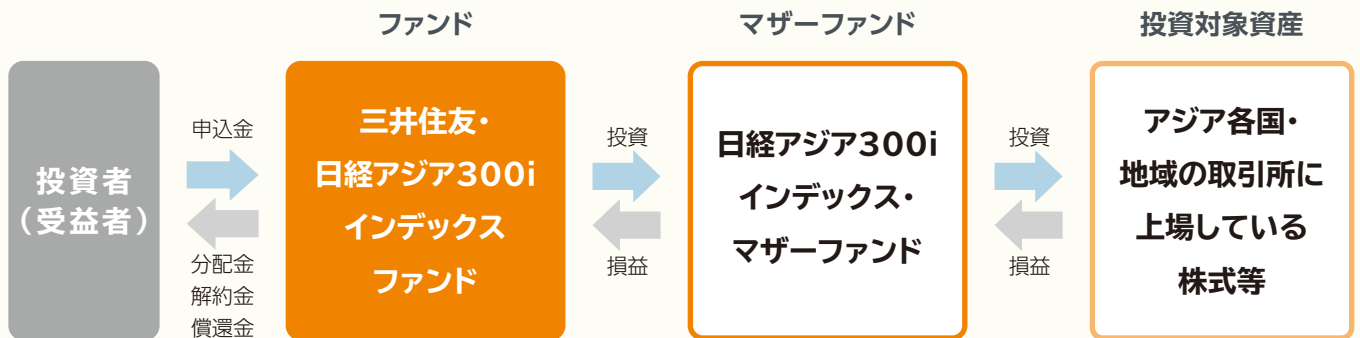 ファンド
マザーファンド
投資対象資産
投資者
(受益者)
申込金
分配金
解約金
償還金
三井住友・
日経アジア300i
インデックス
ファンド
投資
損益
日経アジア300i
インデックス・
マザーファンド
投資
損益
アジア各国・
地域の取引所に
上場している
株式等